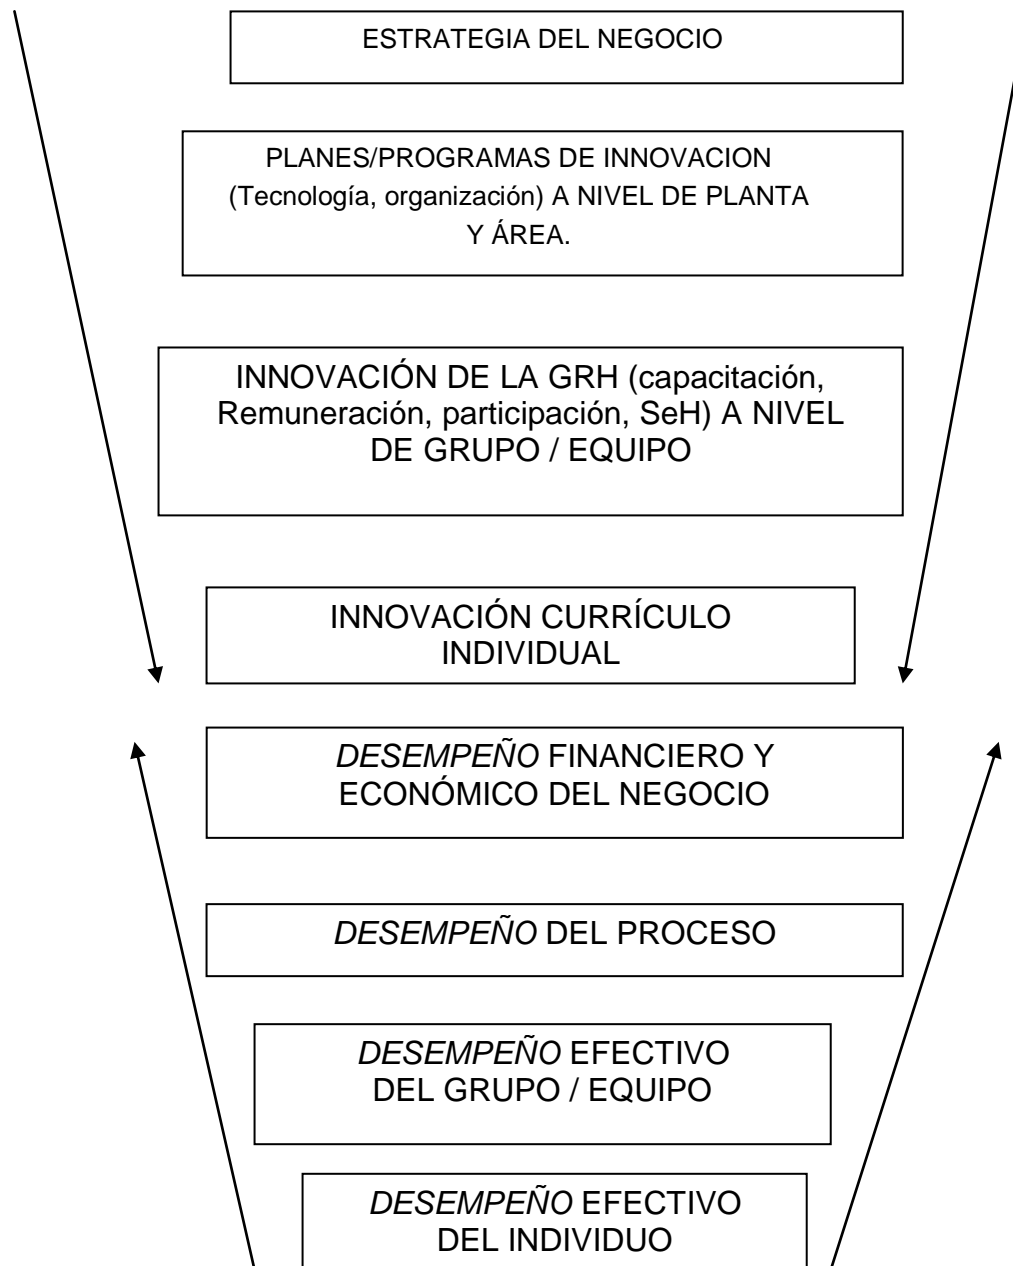 ESTRATEGIA DEL NEGOCIO
PLANES/PROGRAMAS DE INNOVACION
(Tecnología, organización) A NIVEL DE PLANTA
Y ÁREA.
INNOVACIÓN DE LA GRH (capacitación,
Remuneración, participación, SeH) A NIVEL
DE GRUPO / EQUIPO
INNOVACIÓN CURRÍCULO
INDIVIDUAL
DESEMPEÑO FINANCIERO Y
ECONÓMICO DEL NEGOCIO
DESEMPEÑO DEL PROCESO
DESEMPEÑO EFECTIVO
DEL GRUPO / EQUIPO
DESEMPEÑO EFECTIVO
DEL INDIVIDUO